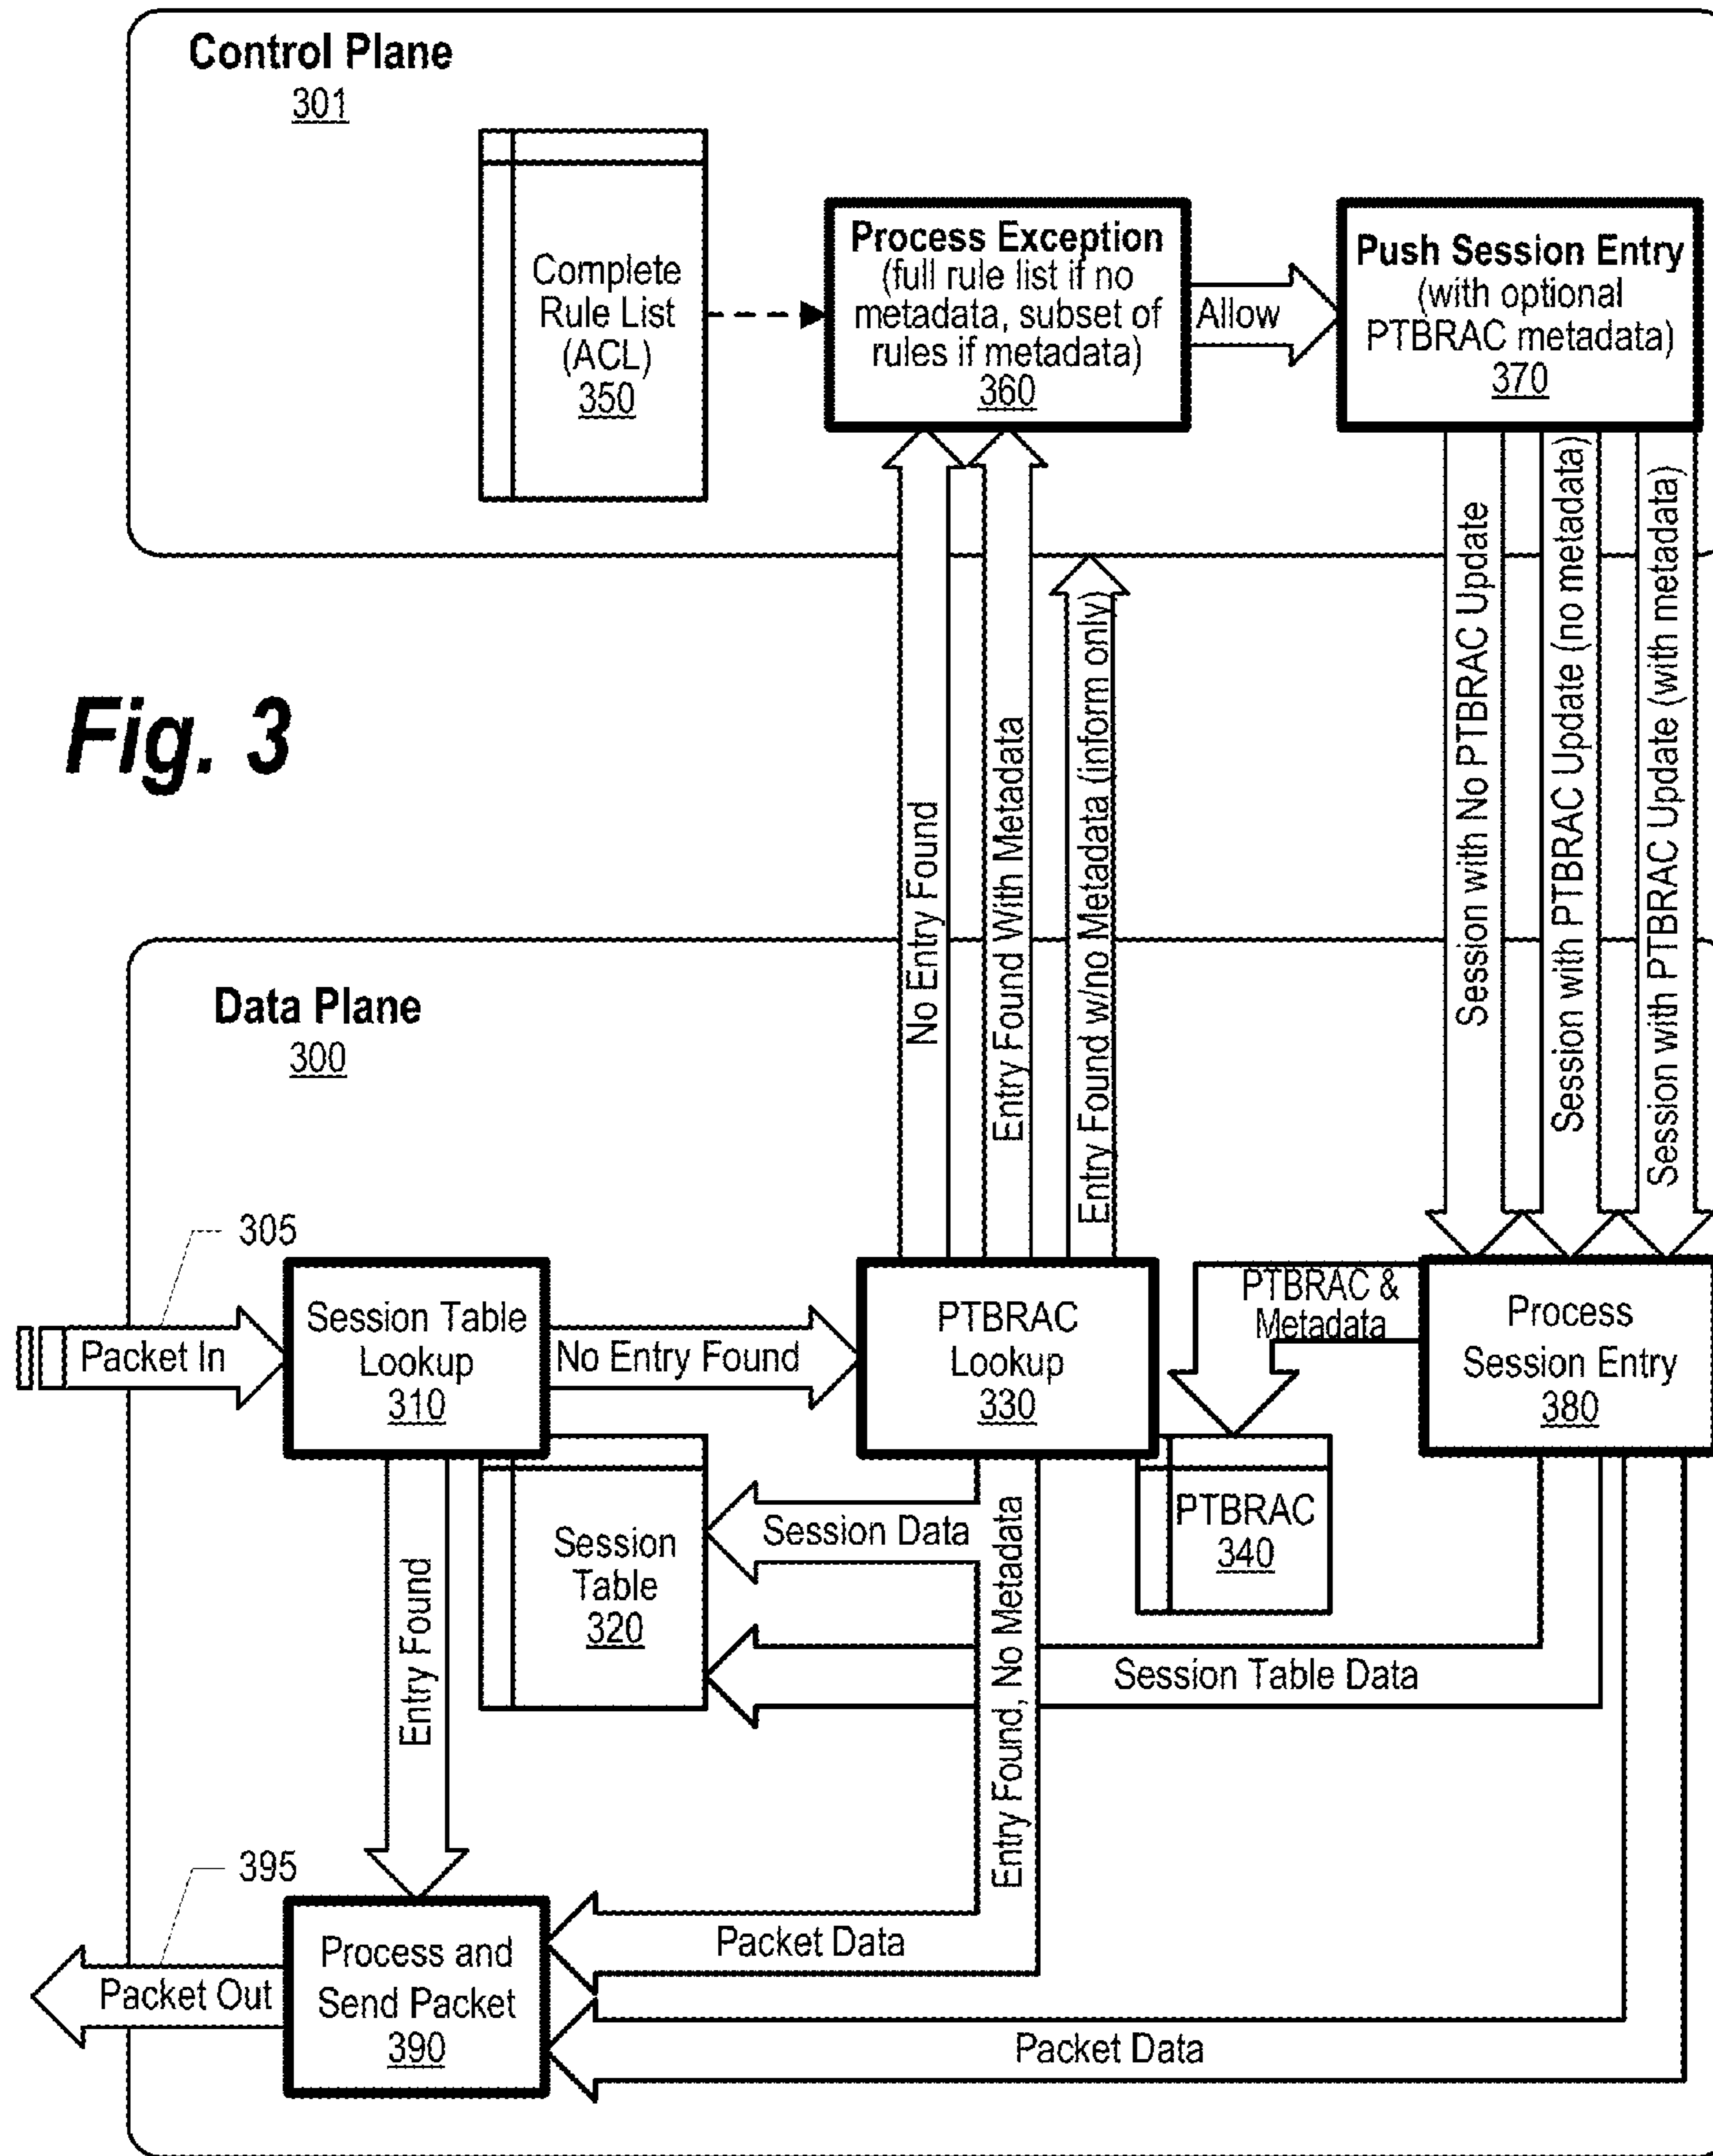 Control Plane
301
Complete
Rule List
(ACL)
350
Process Exception
(full rule list if no
metadata, subset of
rules if metadata)
360
Allow
Push Session Entry
(with optional
PTBRAC metadata)
370
Fig. 3
No Entry Found
Entry Found With Metadata
Entry Found w/no Metadata (inform only)
Session with No PTBRAC Update
Session with PTBRAC Update (no metadata)
Session with PTBRAC Update (with metadata)
Data Plane
300
305
Packet In
Session Table
Lookup
310
No Entry Found
PTBRAC
Lookup
330
PTBRAC &
Metadata
Process
Session Entry
380
Entry Found
Session
Table
320
Session Data
Entry Found, No Metadata
PTBRAC
340
Session Table Data
395
Packet Out
Process and
Send Packet
390
Packet Data
Packet Data